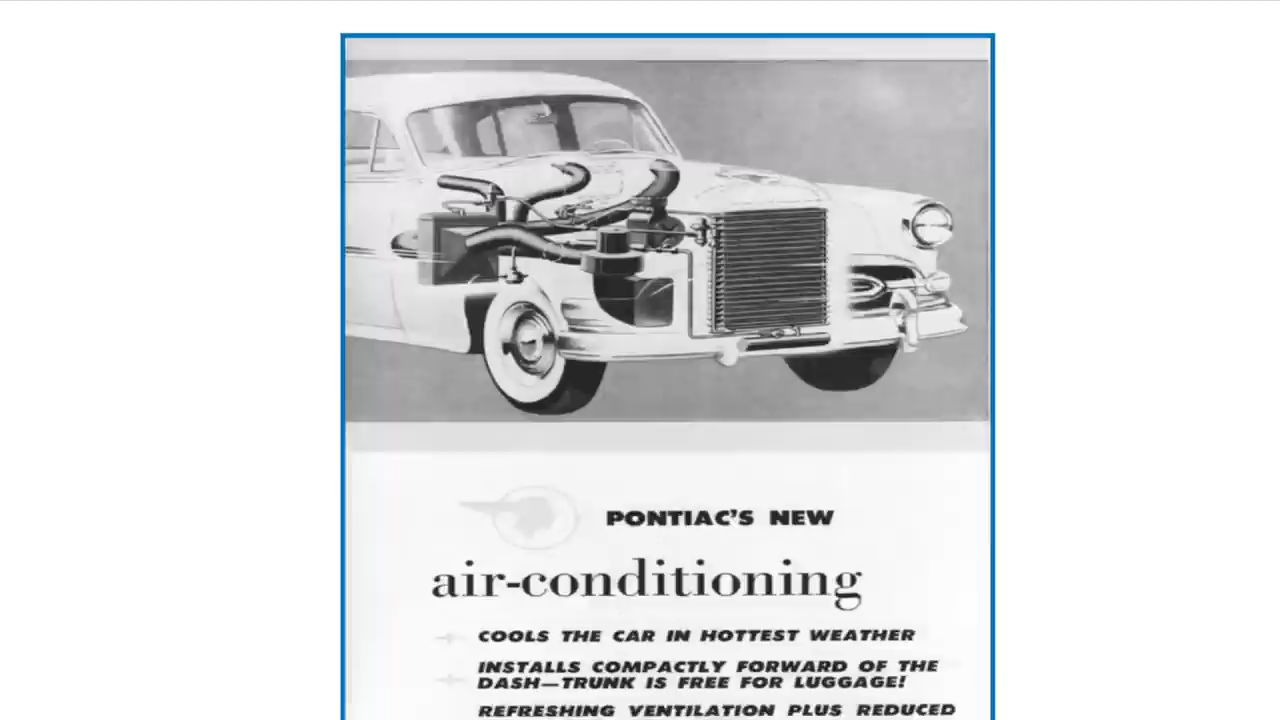 PONTIAC'S NEW
air-conditioning
COOLS THE CAR IN HOTTEST WEATHER
INSTALLS COMPACTLY FORWARD OF THE
DASH—TRUNK IS FREE FOR LUGGAGE!
REFRESHING VENTILATION PLUS REDUCED